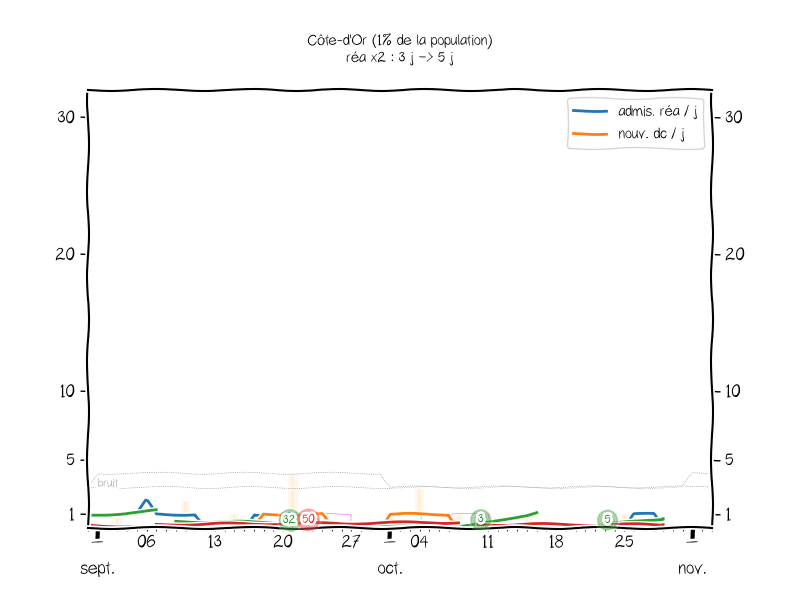 Côte-d'Or (1% de la population)
réa x2 : 3 j -> 5 j
admis. réa / j
nouv. dc / j
30
30
20
20
10
10
5
5
bruit
1
1
32
50
3
5
06
13
20
27
04
11
18
25
sept.
oct.
nov.